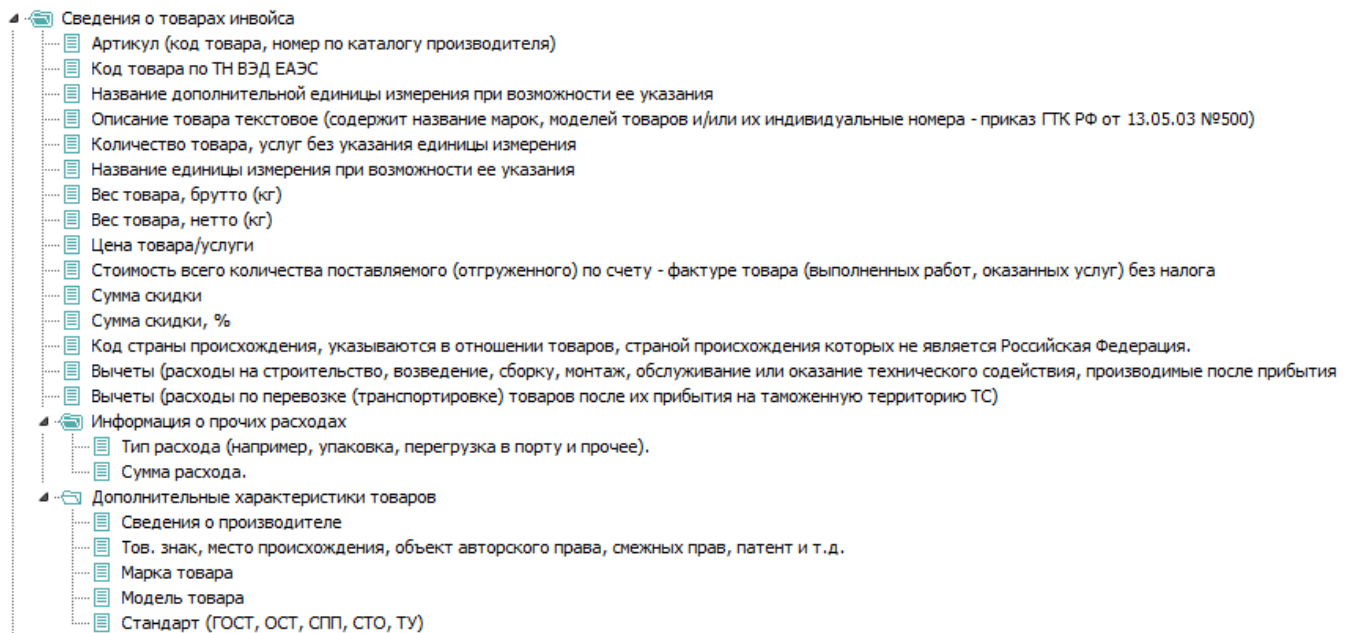 Сведения о товарах инвойса
Артикул (код товара, номер по каталогу производителя)
Код товара по ТН ВЭД ЕАЭС
Название дополнительной единицы измерения при возможности ее указания
Описание товара текстовое (содержит название марок, моделей товаров и/или их индивидуальные номера - приказ ГТК РФ от 13.05.03 №500)
Количество товара, услуг без указания единицы измерения
Название единицы измерения при возможности ее указания
Вес товара, брутто (кг)
Вес товара, нетто (кг)
Цена товара/услуги
Стоимость всего количества поставляемого (отгруженного) по счету - фактуре товара (выполненных работ, оказанных услуг) без налога
Сумма скидки
Сумма скидки, %
Код страны происхождения, указываются в отношении товаров, страной происхождения которых не является Российская Федерация.
Вычеты (расходы на строительство, возведение, сборку, монтаж, обслуживание или оказание технического содействия, производимые после прибытия
Вычеты (расходы по перевозке (транспортировке) товаров после их прибытия на таможенную территорию ТС)
Информация о прочих расходах
Тип расхода (например, упаковка, перегрузка в порту и прочее).
Сумма расхода.
Дополнительные характеристики товаров
Сведения о производителе
Тов. знак, место происхождения, объект авторского права, смежных прав, патент и т.д.
Марка товара
Модель товара
Стандарт (ГОСТ, ОСТ, СПП, СТО, ТУ)